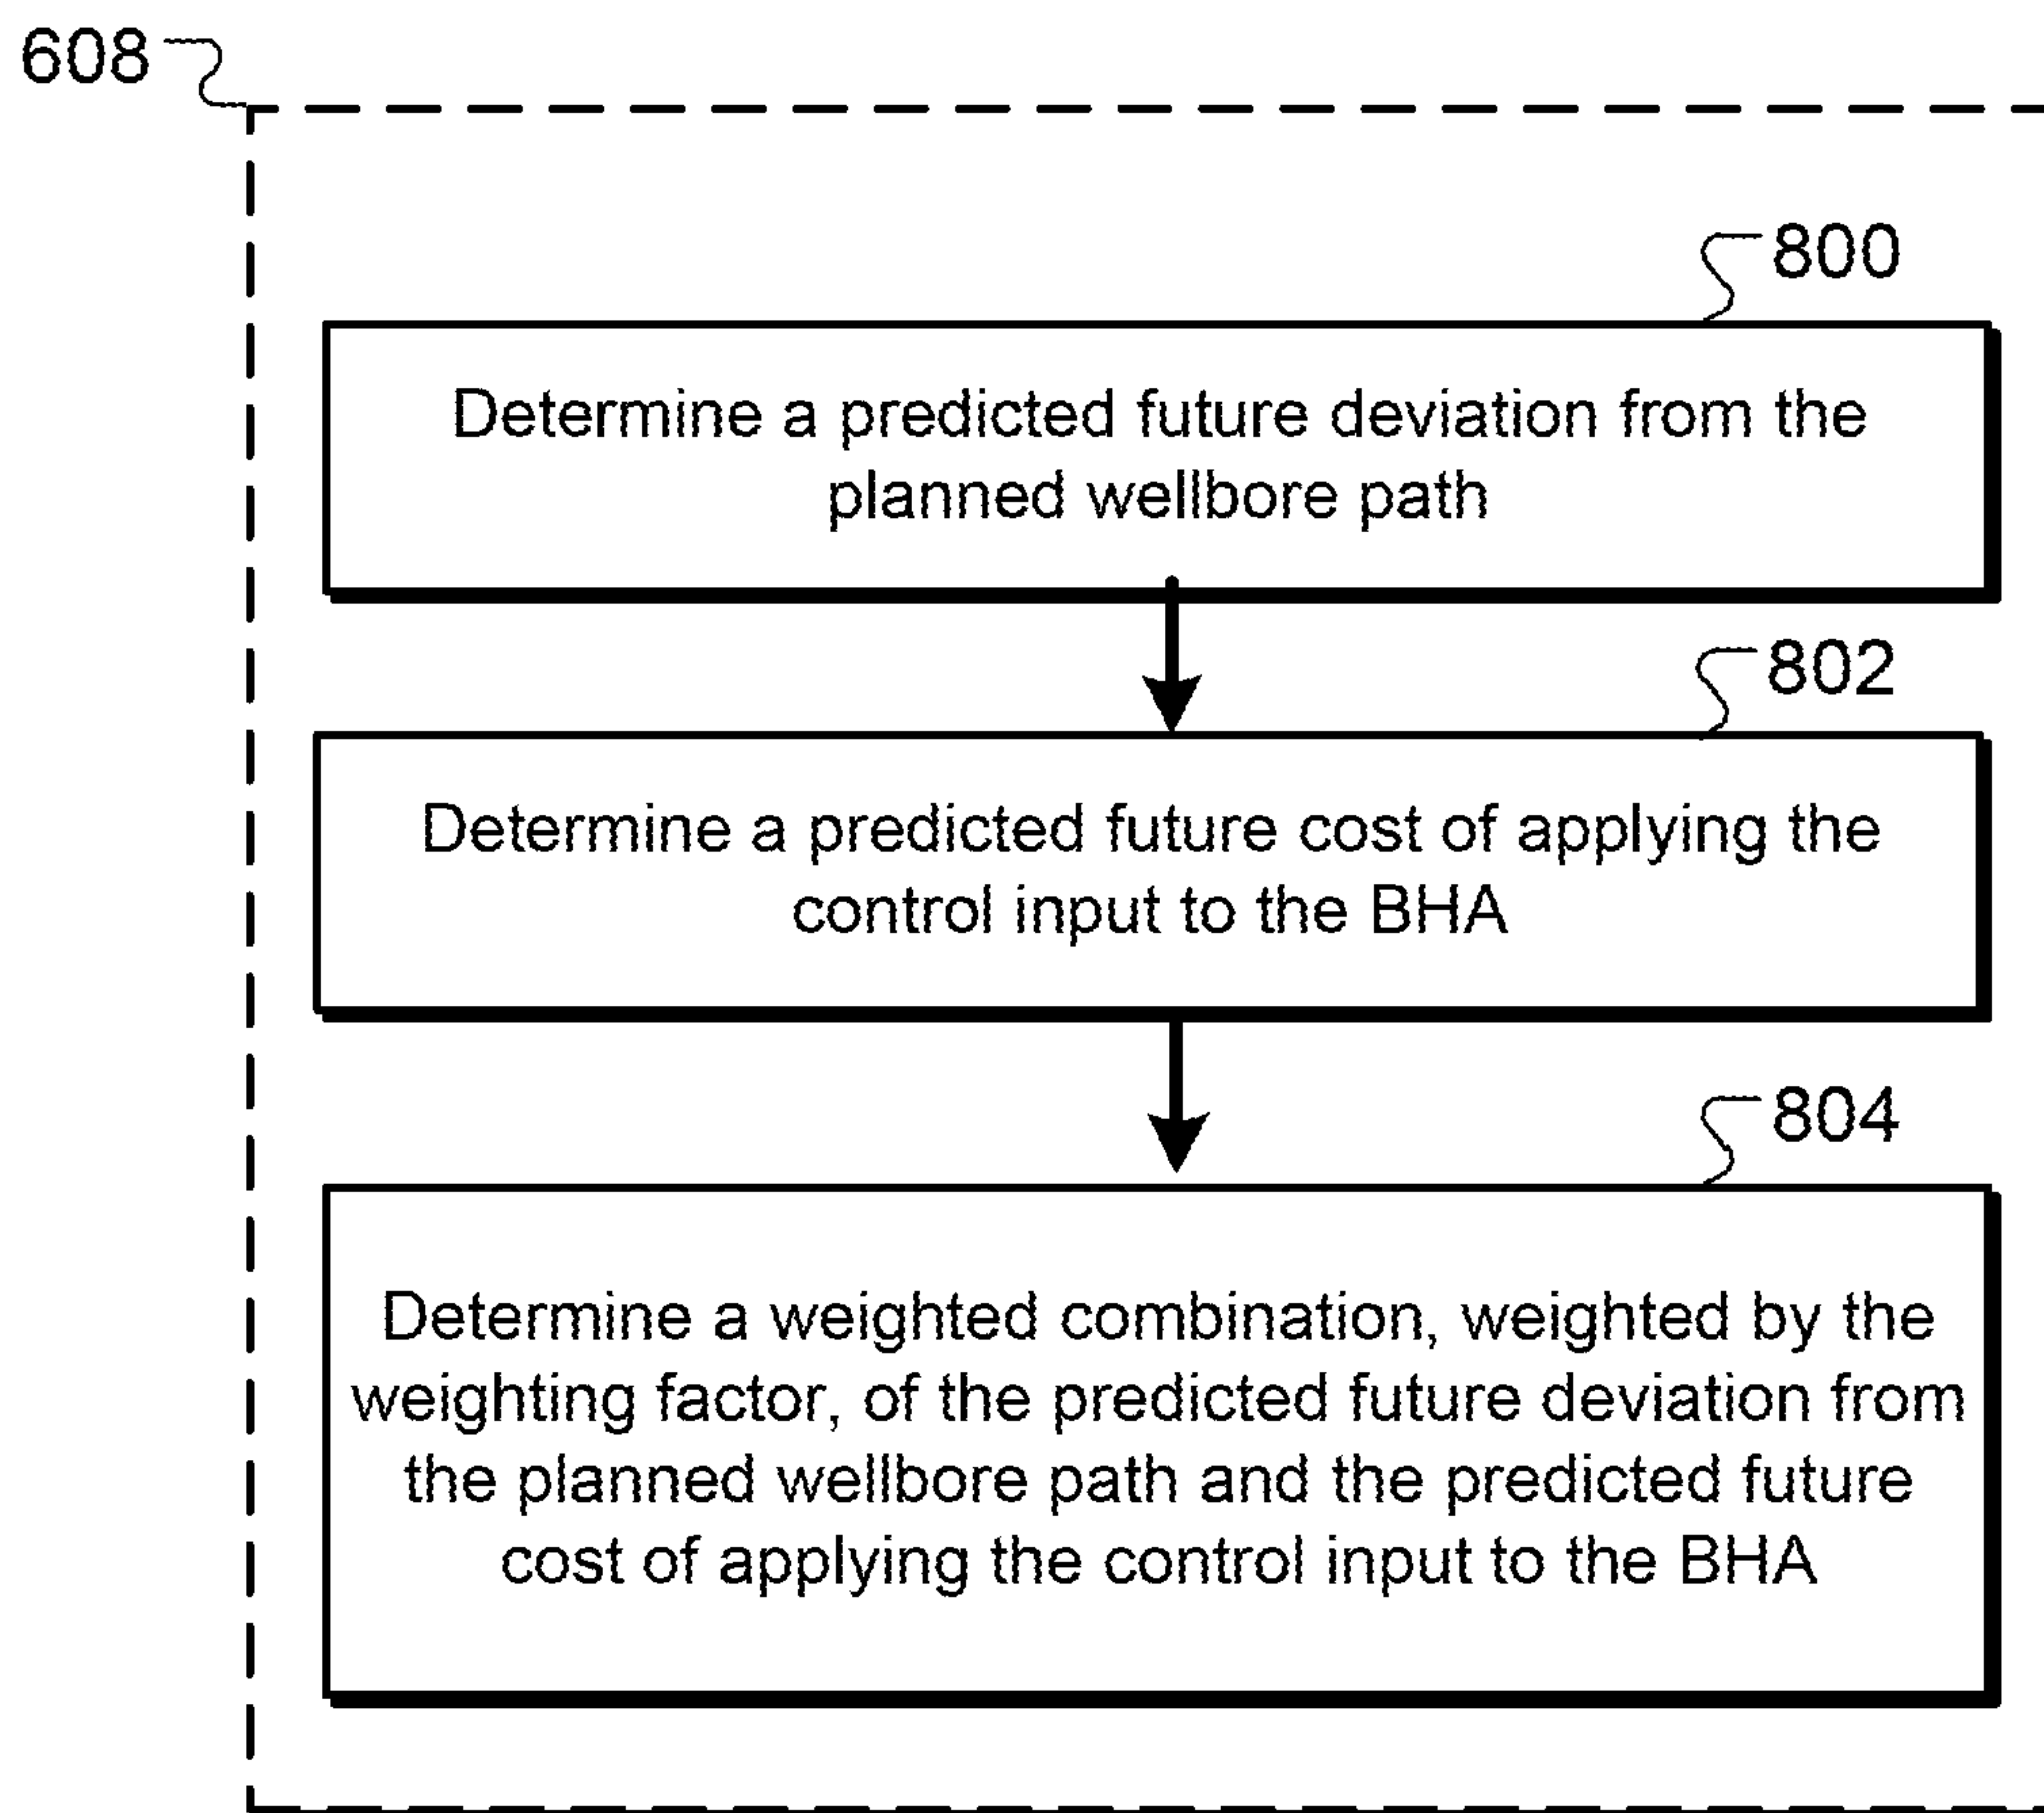 608
800
Determine a predicted future deviation from the
planned wellbore path
802
Determine a predicted future cost of applying the
control input to the BHA
804
Determine a weighted combination, weighted by the
weighting factor, of the predicted future deviation from
the planned wellbore path and the predicted future
cost of applying the control input to the BHA